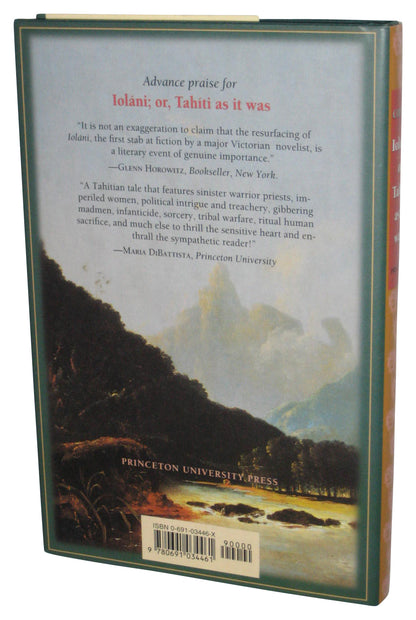 Advance praise for
Ioláni; or, Tahíti as it was
"It is not an exaggeration to claim that the resurfacing of
Ioláni, the first stab at fiction by a major Victorian novelist, is
a literary event of genuine importance."
—GLENN HOROWITZ, Bookseller, New York.
"A Tahitian tale that features sinister warrior priests, im-
periled women, political intrigue and treachery, gibbering
madmen, infanticide, sorcery, tribal warfare, ritual human
sacrifice, and much else to thrill the sensitive heart and en-
thrall the sympathetic reader!"
—MARIA DIBATTISTA, Princeton University
PRINCETON UNIVERSITY PRESS
ISBN 0-691-03446-X
90000
9 780691 034461